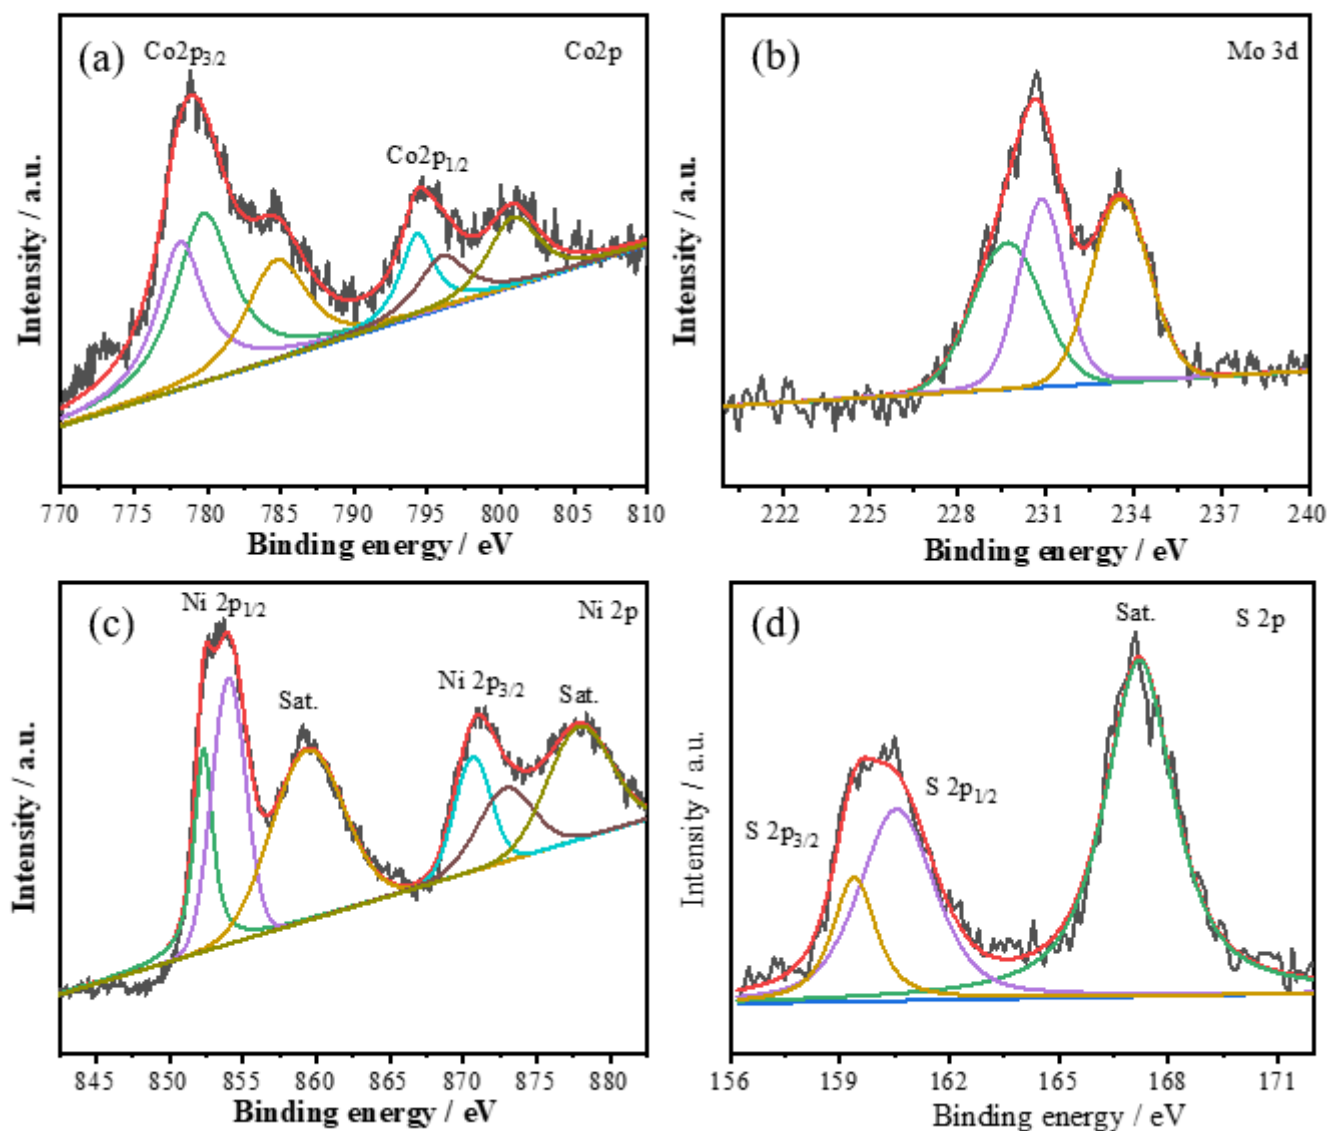 (a)
Co2p3/2
Co2p
Co2p1/2
Intensity / a.u.
770 775 780 785 790 795 800 805 810
Binding energy / eV
(b)
Mo 3d
Intensity / a.u.
222 225 228 231 234 237 240
Binding energy / eV
(c)
Ni 2p1/2
Ni 2p
Sat.
Ni 2p3/2
Sat.
Intensity / a.u.
845 850 855 860 865 870 875 880
Binding energy / eV
(d)
Sat.
S 2p
S 2p1/2
S 2p3/2
Intensity / a.u.
156 159 162 165 168 171
Binding energy / eV